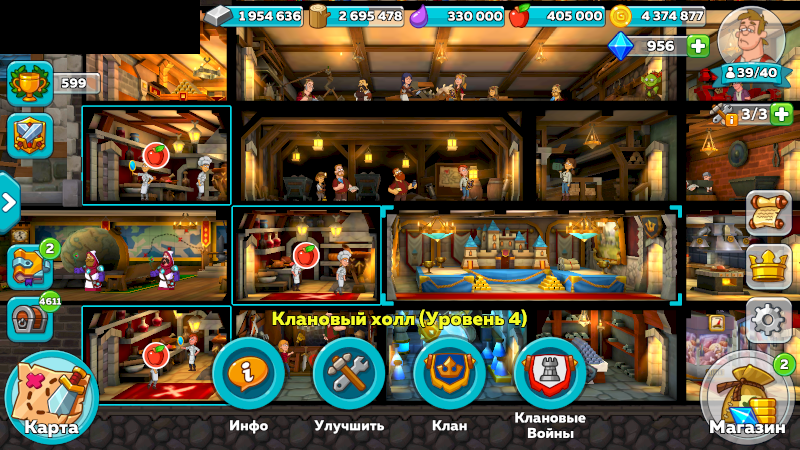 1 954 636
2 695 478
330 000
405 000
4 374 877
956
599
39/40
3/3
2
4611
Клановый холл (Уровень 4)
2
Карта
Инфо
Улучшить
Клан
Клановые
Войны
Магазин